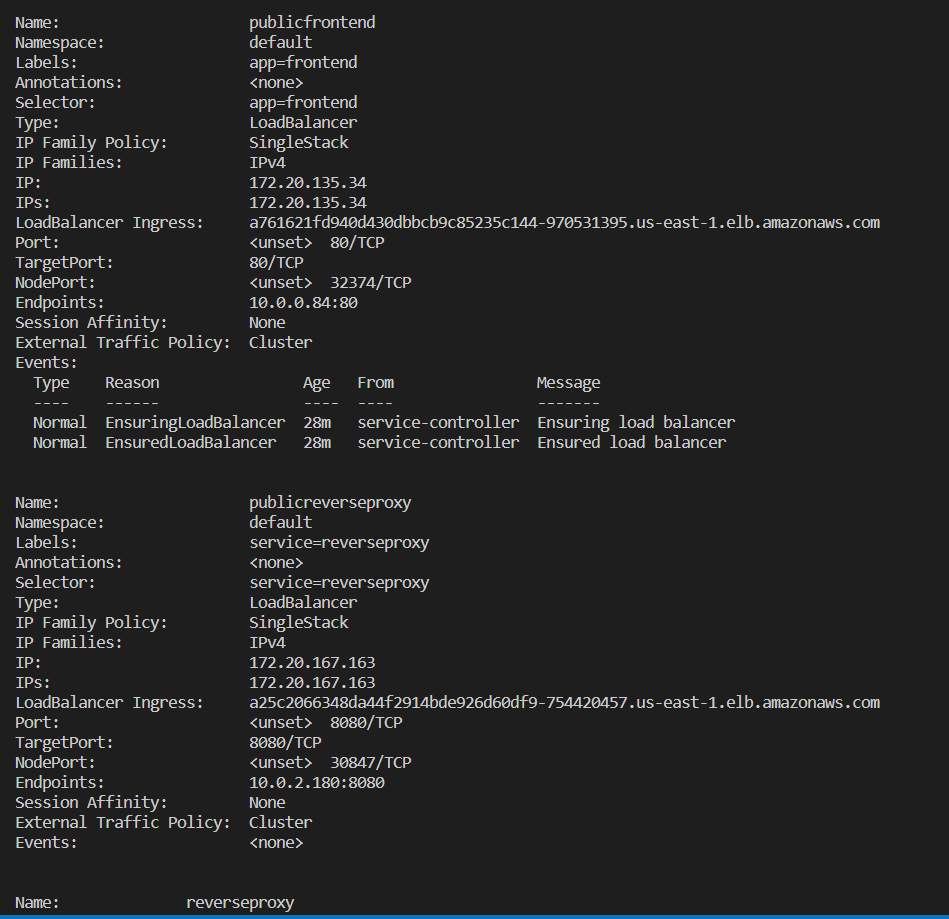 Name:                     publicfrontend
Namespace:                default
Labels:                   app=frontend
Annotations:              <none>
Selector:                 app=frontend
Type:                     LoadBalancer
IP Family Policy:         SingleStack
IP Families:              IPv4
IP:                       172.20.135.34
IPs:                      172.20.135.34
LoadBalancer Ingress:     a761621fd940d430dbbcb9c85235c144-970531395.us-east-1.elb.amazonaws.com
Port:                     <unset>  80/TCP
TargetPort:               80/TCP
NodePort:                 <unset>  32374/TCP
Endpoints:                10.0.0.84:80
Session Affinity:         None
External Traffic Policy:  Cluster
Events:
  Type    Reason                Age   From                Message
  ----    ------                ----  ----                -------
  Normal  EnsuringLoadBalancer  28m   service-controller  Ensuring load balancer
  Normal  EnsuredLoadBalancer   28m   service-controller  Ensured load balancer
Name:                     publicreverseproxy
Namespace:                default
Labels:                   service=reverseproxy
Annotations:              <none>
Selector:                 service=reverseproxy
Type:                     LoadBalancer
IP Family Policy:         SingleStack
IP Families:              IPv4
IP:                       172.20.167.163
IPs:                      172.20.167.163
LoadBalancer Ingress:     a25c2066348da44f2914bde926d60df9-754420457.us-east-1.elb.amazonaws.com
Port:                     <unset>  8080/TCP
TargetPort:               8080/TCP
NodePort:                 <unset>  30847/TCP
Endpoints:                10.0.2.180:8080
Session Affinity:         None
External Traffic Policy:  Cluster
Events:                   <none>
Name:              reverseproxy